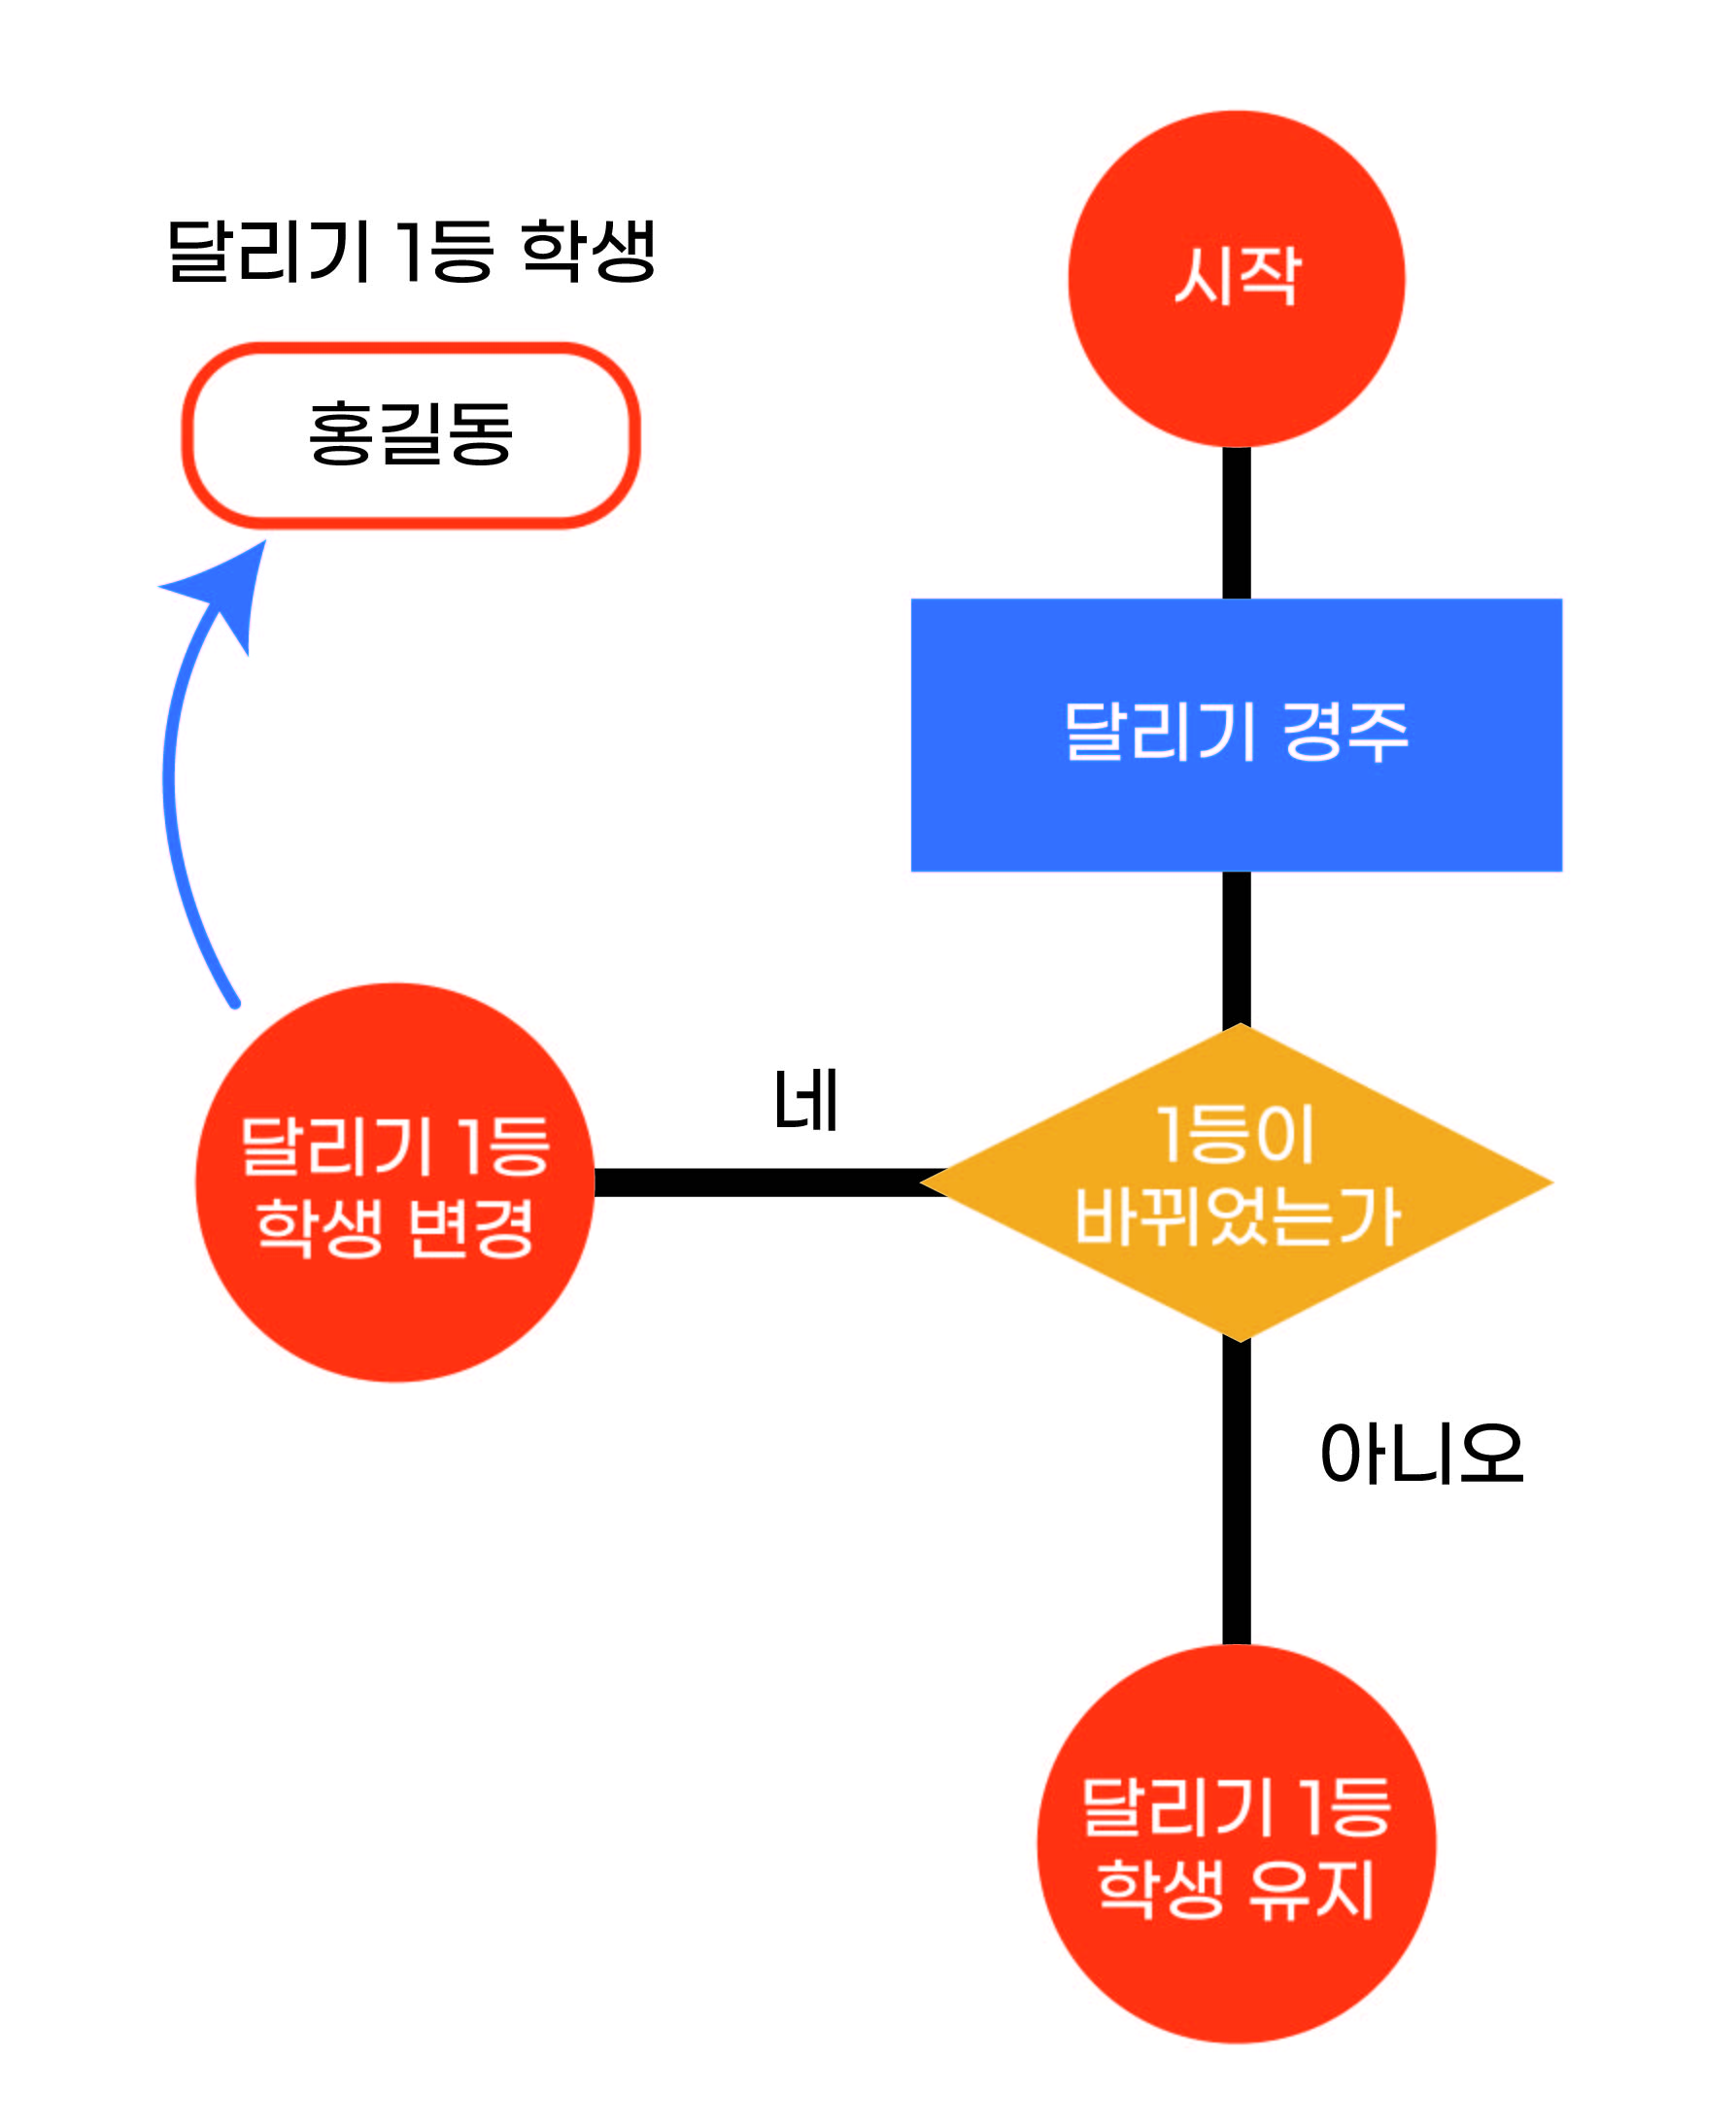 달리기 1등 학생
홍길동
시작
달리기 경주
1등이
바뀌었는가
네
달리기 1등
학생 변경
아니오
달리기 1등
학생 유지